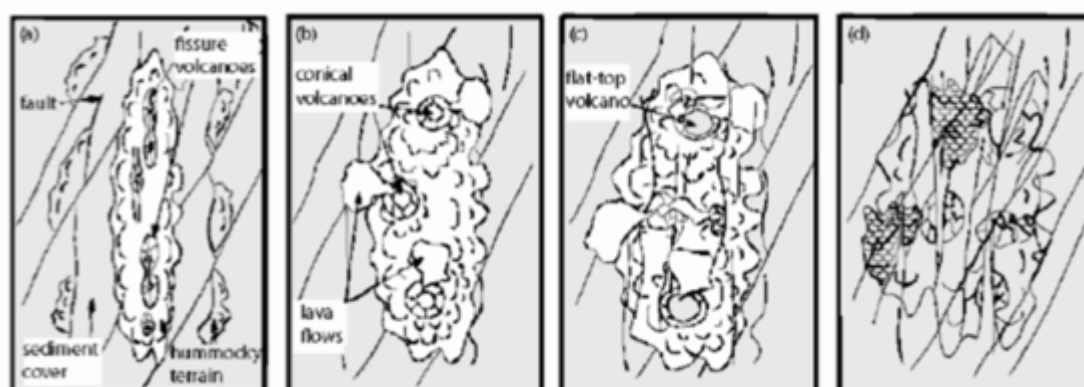 (a)
fissure
volcanoes
fault
sediment
cover
hummocky
terrain
(b)
conical
volcanoes
lava
flows
(c)
flat-top
volcano
(d)